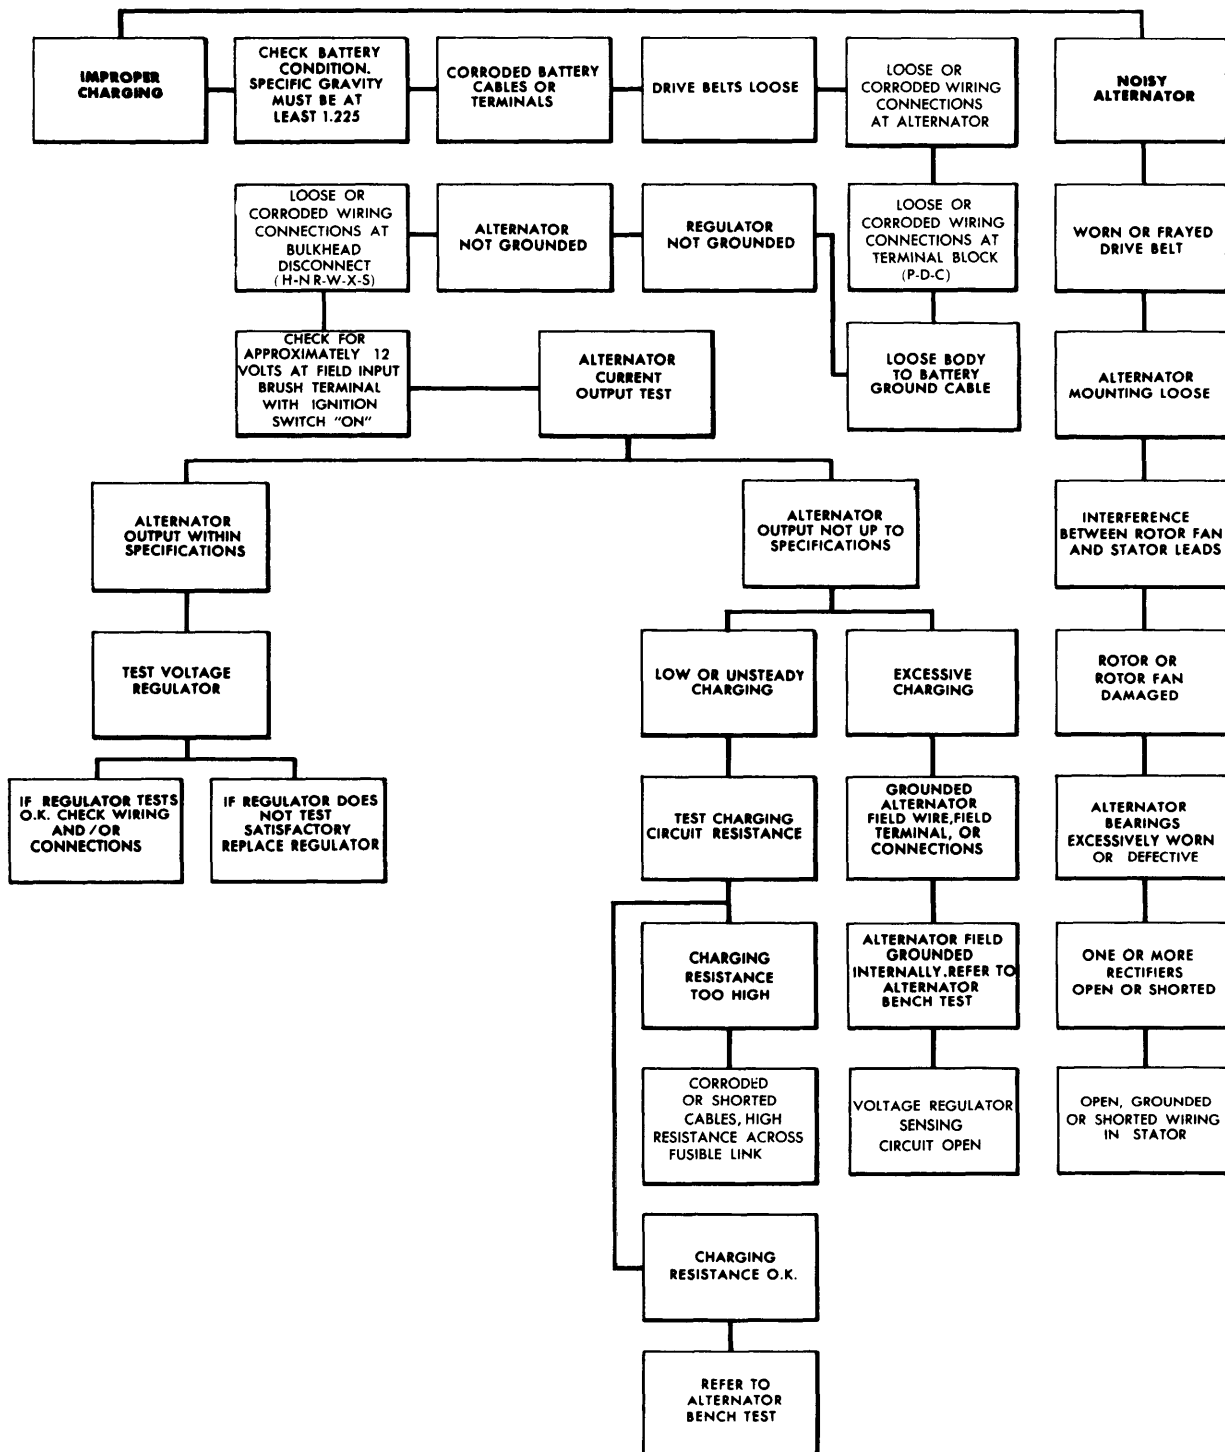 IMPROPER
CHARGING
CHECK BATTERY
CONDITION.
SPECIFIC GRAVITY
MUST BE AT
LEAST 1.225
CORRODED BATTERY
CABLES OR
TERMINALS
DRIVE BELTS LOOSE
LOOSE OR
CORRODED WIRING
CONNECTIONS
AT ALTERNATOR
NOISY
ALTERNATOR
LOOSE OR
CORRODED WIRING
CONNECTIONS AT
BULKHEAD
DISCONNECT
(H-N R-W-X-S)
ALTERNATOR
NOT GROUNDED
REGULATOR
NOT GROUNDED
LOOSE OR
CORRODED WIRING
CONNECTIONS AT
TERMINAL BLOCK
(P-D-C)
WORN OR FRAYED
DRIVE BELT
CHECK FOR
APPROXIMATELY 12
VOLTS AT FIELD INPUT
BRUSH TERMINAL
WITH IGNITION
SWITCH "ON"
ALTERNATOR
CURRENT
OUTPUT TEST
LOOSE BODY
TO BATTERY
GROUND CABLE
ALTERNATOR
MOUNTING LOOSE
ALTERNATOR
OUTPUT WITHIN
SPECIFICATIONS
ALTERNATOR
OUTPUT NOT UP TO
SPECIFICATIONS
INTERFERENCE
BETWEEN ROTOR FAN
AND STATOR LEADS
TEST VOLTAGE
REGULATOR
LOW OR UNSTEADY
CHARGING
EXCESSIVE
CHARGING
ROTOR OR
ROTOR FAN
DAMAGED
IF REGULATOR TESTS
O.K. CHECK WIRING
AND /OR
CONNECTIONS
IF REGULATOR DOES
NOT TEST
SATISFACTORY
REPLACE REGULATOR
TEST CHARGING
CIRCUIT RESISTANCE
GROUNDED
ALTERNATOR
FIELD WIRE,FIELD
TERMINAL, OR
CONNECTIONS
ALTERNATOR
BEARINGS
EXCESSIVELY WORN
OR DEFECTIVE
CHARGING
RESISTANCE
TOO HIGH
ALTERNATOR FIELD
GROUNDED
INTERNALLY.REFER TO
ALTERNATOR
BENCH TEST
ONE OR MORE
RECTIFIERS
OPEN OR SHORTED
CORRODED
OR SHORTED
CABLES, HIGH
RESISTANCE ACROSS
FUSIBLE LINK
VOLTAGE REGULATOR
SENSING
CIRCUIT OPEN
OPEN, GROUNDED
OR SHORTED WIRING
IN STATOR
CHARGING
RESISTANCE O.K.
REFER TO
ALTERNATOR
BENCH TEST